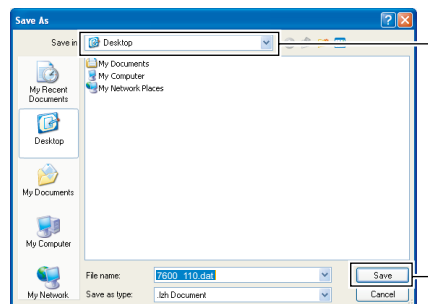 Save As
Save in
Desktop
My Recent
Documents
Desktop
My Documents
My Computer
My Network
My Documents
My Computer
My Network Places
File name:
7600_110.dat
Save
Save as type:
.lzh Document
Cancel